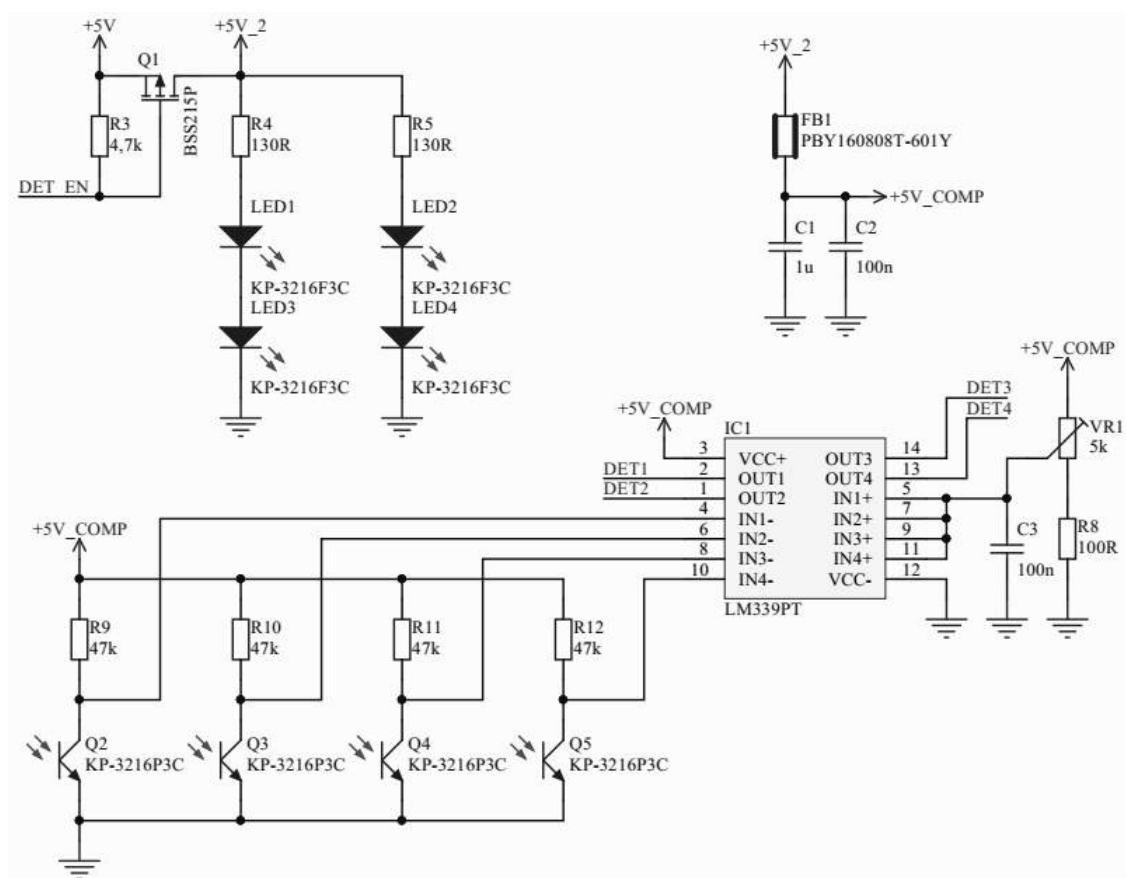 +5V
+5V_2
Q1
BSS215P
R3
4,7k
R4
130R
R5
130R
DET_EN
LED1
LED2
KP-3216F3C
KP-3216F3C
LED3
LED4
KP-3216F3C
KP-3216F3C
+5V_2
FB1
PBY160808T-601Y
+5V_COMP
C1
C2
1u
100n
+5V_COMP
DET3
DET4
VR1
5k
+5V_COMP
IC1
3 VCC+ OUT3 14
DET1 2 OUT1 OUT4 13
DET2 1 OUT2 IN1+ 5
4 IN1- IN2+ 7
6 IN2- IN3+ 9
8 IN3- IN4+ 11
10 IN4- VCC- 12
LM339PT
C3
100n
R8
100R
+5V_COMP
R9
47k
R10
47k
R11
47k
R12
47k
Q2
KP-3216P3C
Q3
KP-3216P3C
Q4
KP-3216P3C
Q5
KP-3216P3C